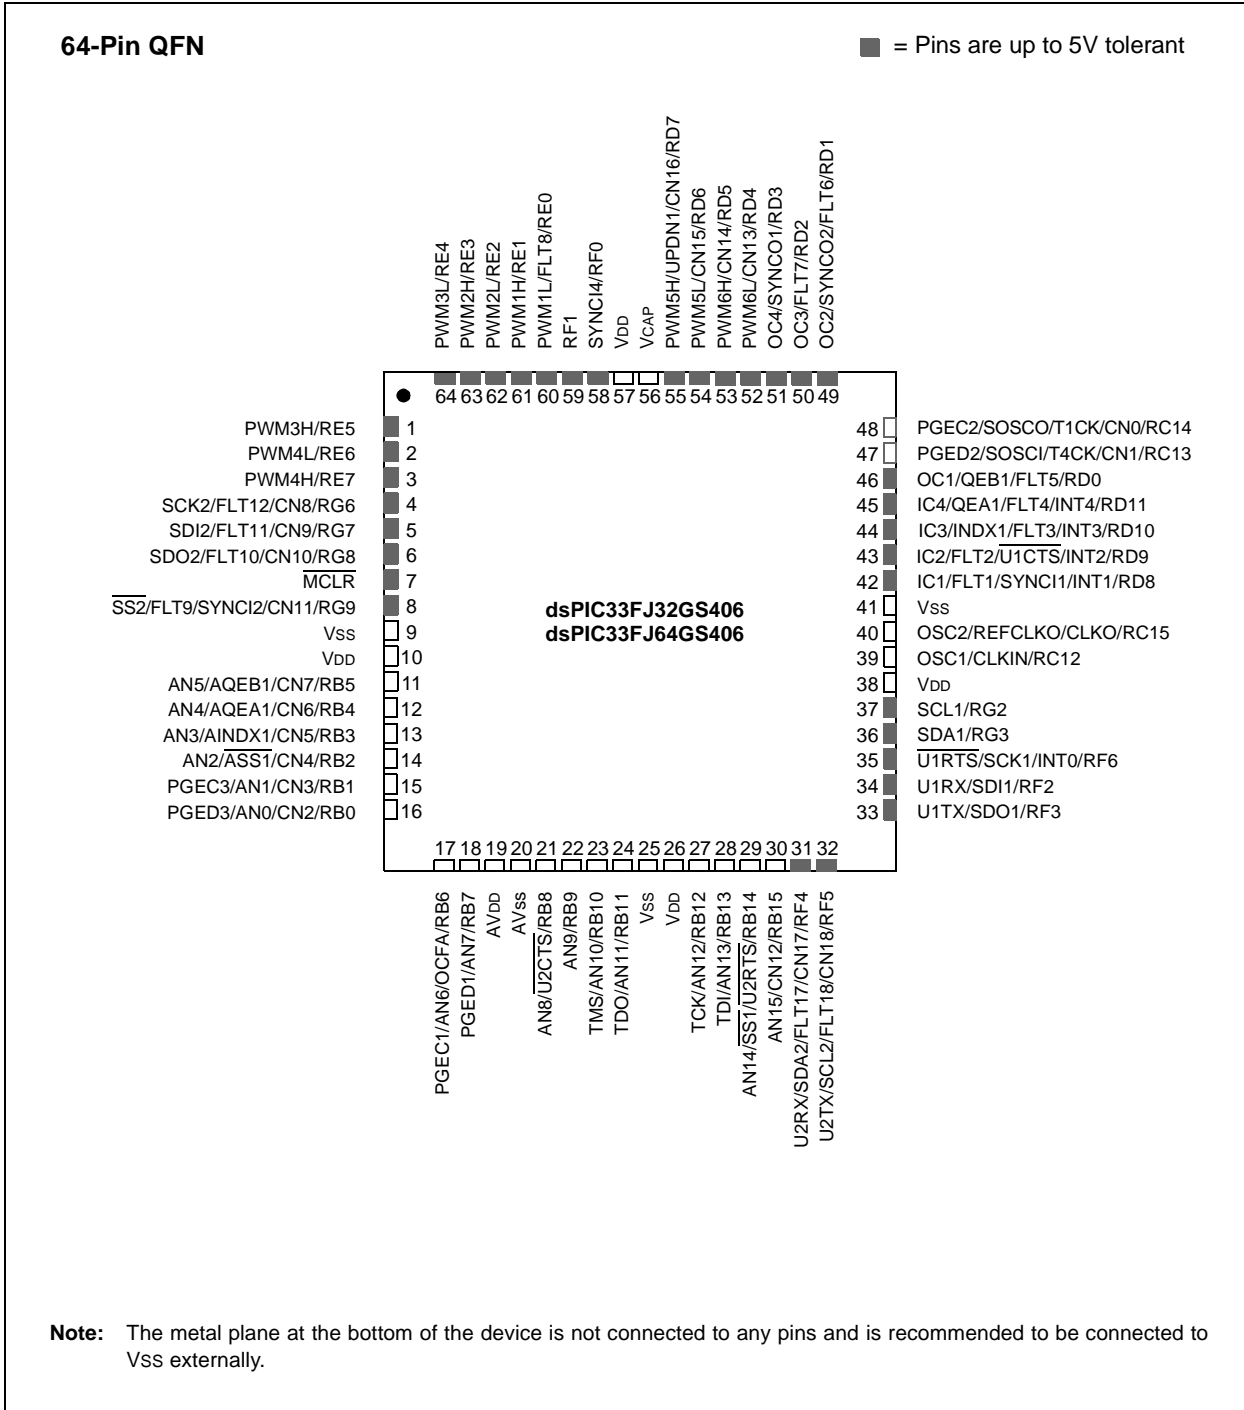 64-Pin QFN
= Pins are up to 5V tolerant
PWM3L/RE4
PWM2H/RE3
PWM2L/RE2
PWM1H/RE1
PWM1L/FLT8/RE0
RF1
SYNCI4/RF0
VDD
VCAP
PWM5H/UPDN1/CN16/RD7
PWM5L/CN15/RD6
PWM6H/CN14/RD5
PWM6L/CN13/RD4
OC4/SYNCO1/RD3
OC3/FLT7/RD2
OC2/SYNCO2/FLT6/RD1
64 63 62 61 60 59 58 57 56 55 54 53 52 51 50 49
PWM3H/RE5 1
PWM4L/RE6 2
PWM4H/RE7 3
SCK2/FLT12/CN8/RG6 4
SDI2/FLT11/CN9/RG7 5
SDO2/FLT10/CN10/RG8 6
MCLR 7
SS2/FLT9/SYNCI2/CN11/RG9 8
VSS 9
VDD 10
AN5/AQEB1/CN7/RB5 11
AN4/AQEA1/CN6/RB4 12
AN3/AINDX1/CN5/RB3 13
AN2/ASS1/CN4/RB2 14
PGEC3/AN1/CN3/RB1 15
PGED3/AN0/CN2/RB0 16
dsPIC33FJ32GS406
dsPIC33FJ64GS406
48 PGEC2/SOSCO/T1CK/CN0/RC14
47 PGED2/SOSCI/T4CK/CN1/RC13
46 OC1/QEB1/FLT5/RD0
45 IC4/QEA1/FLT4/INT4/RD11
44 IC3/INDX1/FLT3/INT3/RD10
43 IC2/FLT2/U1CTS/INT2/RD9
42 IC1/FLT1/SYNCI1/INT1/RD8
41 VSS
40 OSC2/REFCLKO/CLKO/RC15
39 OSC1/CLKIN/RC12
38 VDD
37 SCL1/RG2
36 SDA1/RG3
35 U1RTS/SCK1/INT0/RF6
34 U1RX/SDI1/RF2
33 U1TX/SDO1/RF3
17 18 19 20 21 22 23 24 25 26 27 28 29 30 31 32
PGEC1/AN6/OCFA/RB6
PGED1/AN7/RB7
AVDD
AVSS
AN8/U2CTS/RB8
AN9/RB9
TMS/AN10/RB10
TDO/AN11/RB11
VSS
VDD
TCK/AN12/RB12
TDI/AN13/RB13
AN14/SS1/U2RTS/RB14
AN15/CN12/RB15
U2RX/SDA2/FLT17/CN17/RF4
U2TX/SCL2/FLT18/CN18/RF5
Note: The metal plane at the bottom of the device is not connected to any pins and is recommended to be connected to
VSS externally.